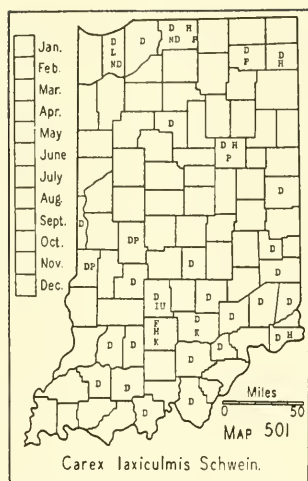 Jan.
Feb.
Mar.
Apr.
May
June
July
Aug.
Sept.
Oct.
Nov.
Dec.
D D D H
L ND P D D
ND P H
D
D H
P
D
D
DP D
D D
DP D
D D D D
IU
D
K D H
F
H
K
D D D
D D D
D D
Miles
0 50
MAP 501
Carex laxiculmis Schwein.